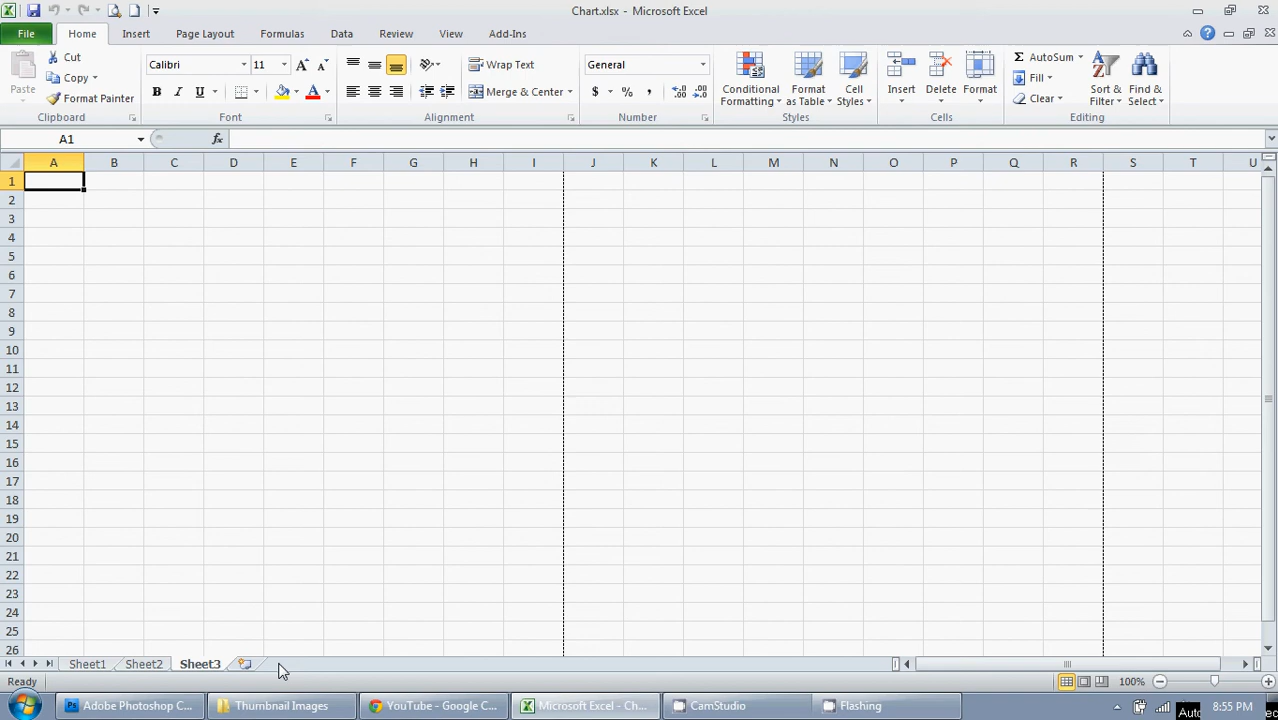 Chart.xlsx - Microsoft Excel
File Home Insert Page Layout Formulas Data Review View Add-Ins
Paste
Cut
Copy
Format Painter
Clipboard
Calibri 11
B I U A
Font
Wrap Text
Merge & Center
Alignment
General
$ % ,
Number
Conditional Formatting
Format as Table
Cell Styles
Styles
Insert Delete Format
Cells
Σ AutoSum
Fill
Clear
Sort & Filter
Find & Select
Editing
A1 fx
A B C D E F G H I J K L M N O P Q R S T U
1
2
3
4
5
6
7
8
9
10
11
12
13
14
15
16
17
18
19
20
21
22
23
24
25
26
Sheet1 Sheet2 Sheet3
Ready 100%
Adobe Photoshop C... Thumbnail Images YouTube - Google C... Microsoft Excel - Ch... CamStudio Flashing 8:55 PM